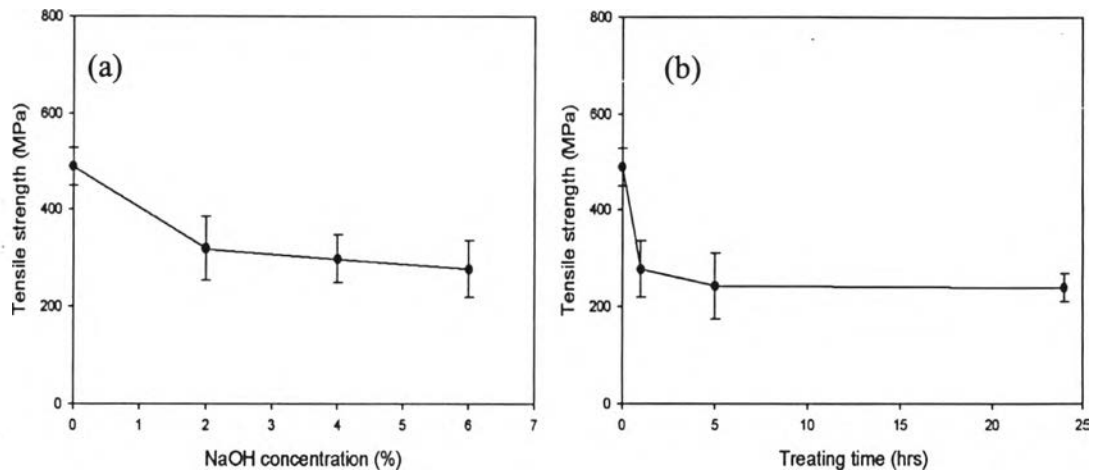 (a)
Tensile strength (MPa)
800
600
400
200
0
0 1 2 3 4 5 6 7
NaOH concentration (%)
(b)
Tensile strength (MPa)
800
600
400
200
0
0 5 10 15 20 25
Treating time (hrs)